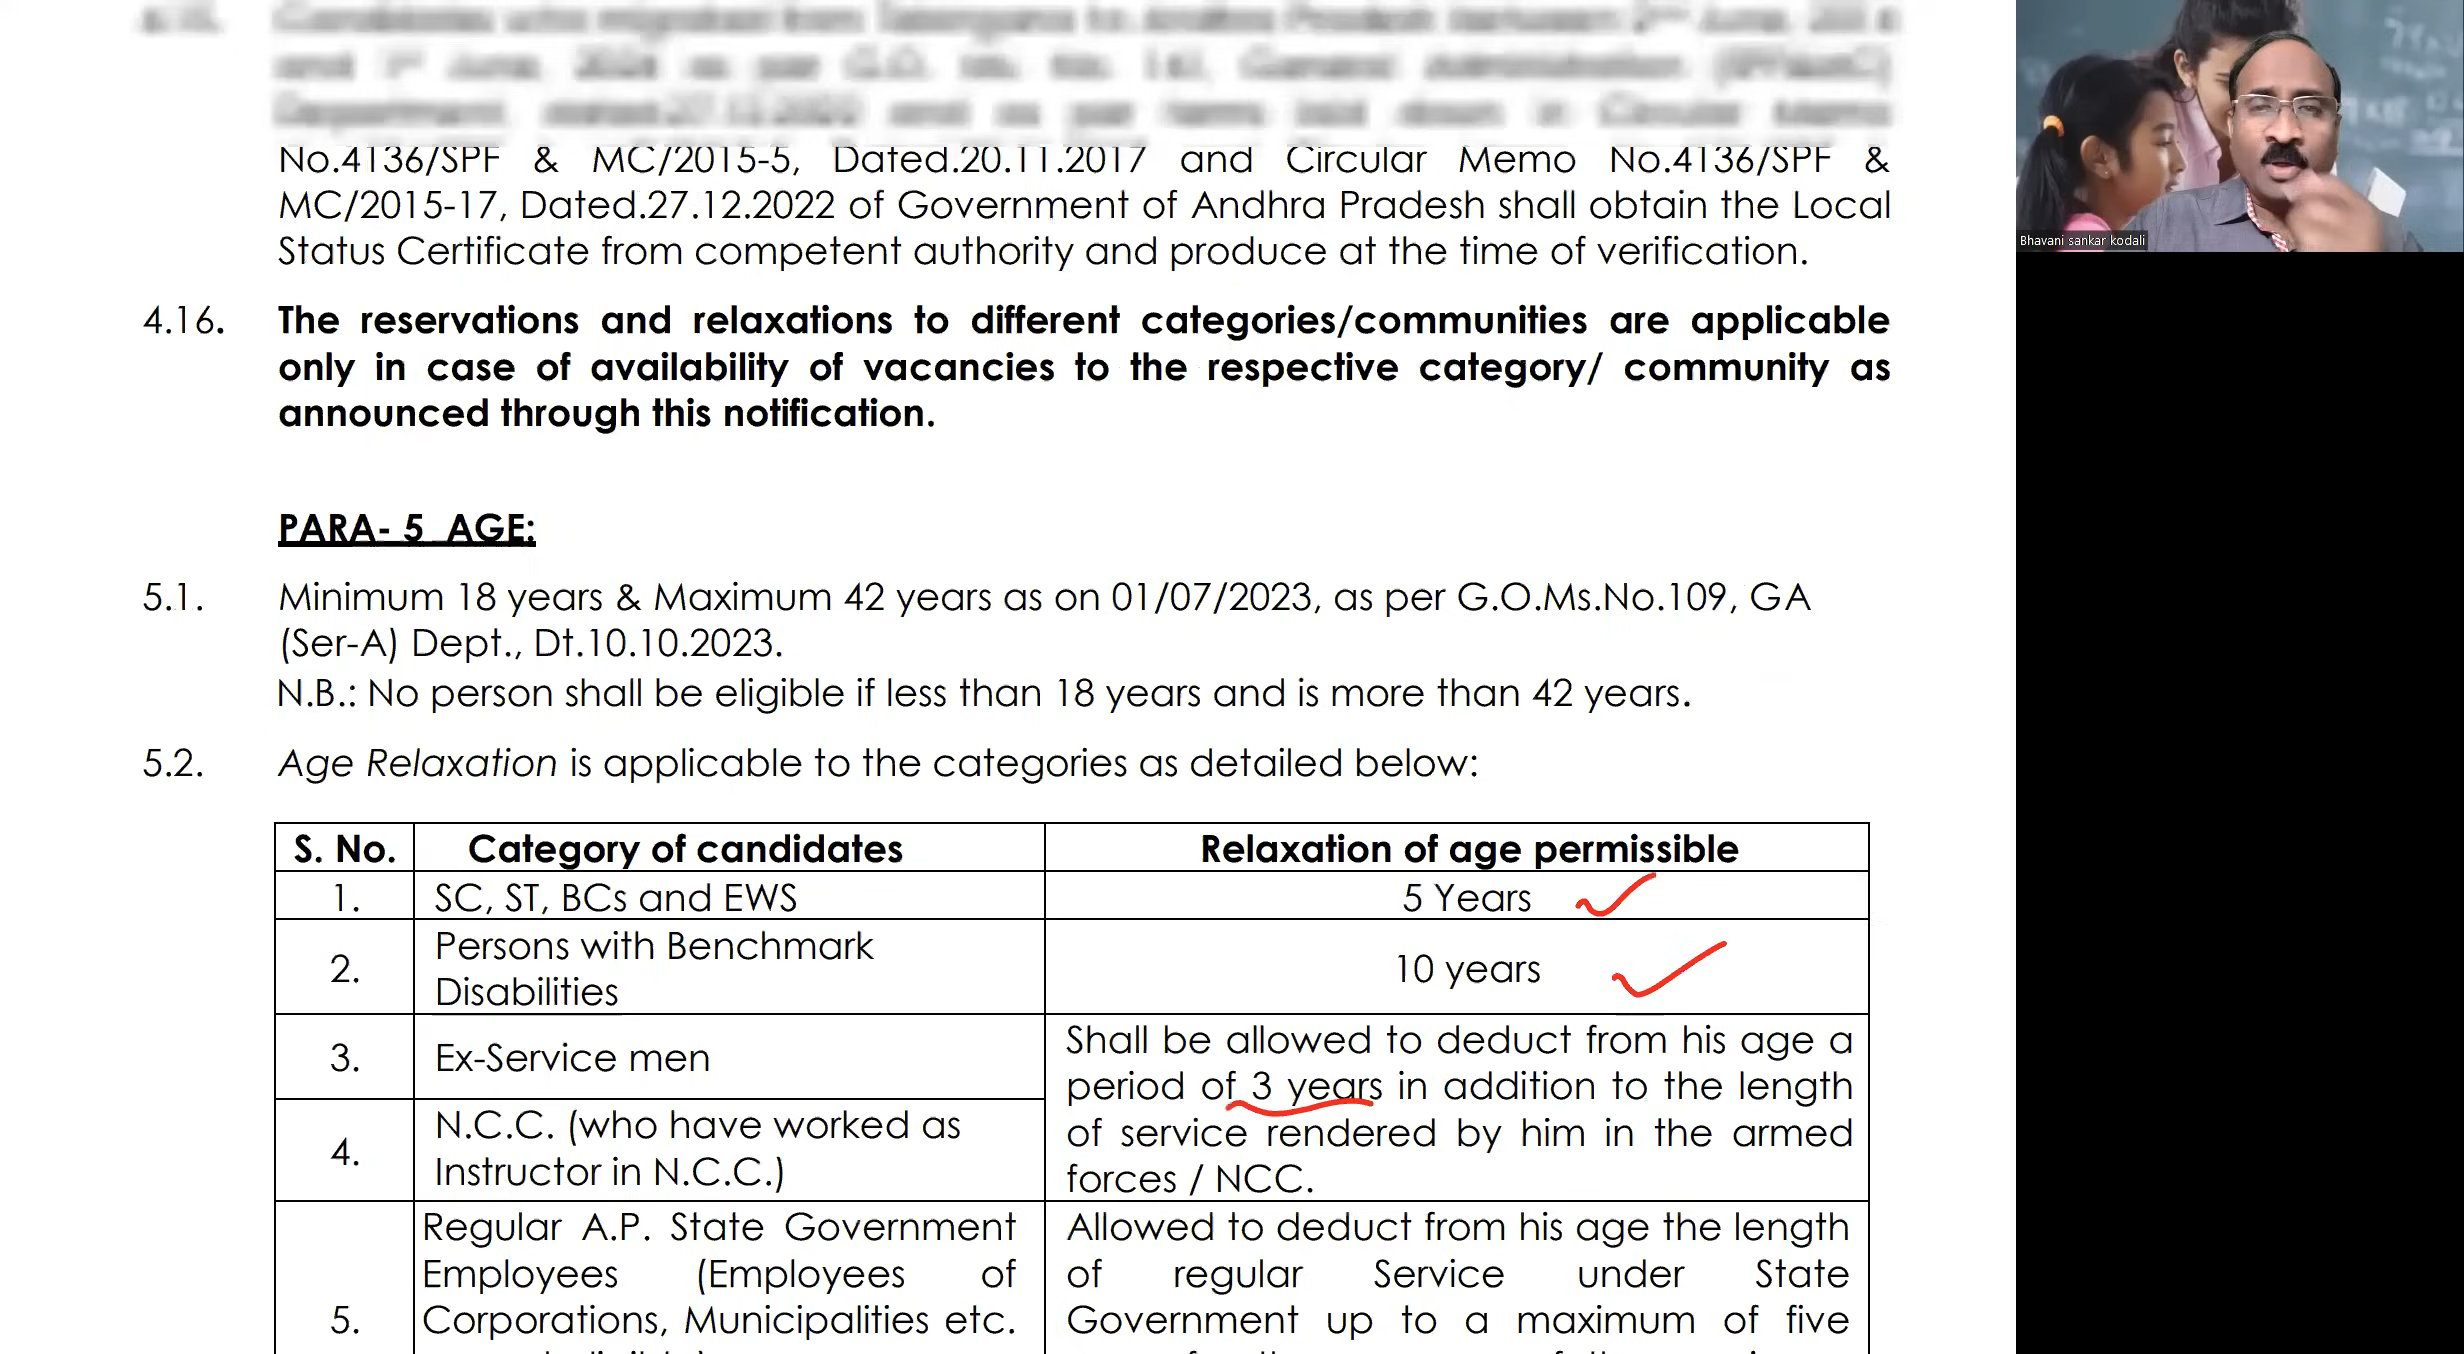 No.4136/SPF & MC/2015-5, Dated.20.11.2017 and Circular Memo No.4136/SPF &
MC/2015-17, Dated.27.12.2022 of Government of Andhra Pradesh shall obtain the Local
Status Certificate from competent authority and produce at the time of verification.
4.16. The reservations and relaxations to different categories/communities are applicable
only in case of availability of vacancies to the respective category/ community as
announced through this notification.
PARA- 5 AGE:
5.1. Minimum 18 years & Maximum 42 years as on 01/07/2023, as per G.O.Ms.No.109, GA
(Ser-A) Dept., Dt.10.10.2023.
N.B.: No person shall be eligible if less than 18 years and is more than 42 years.
5.2. Age Relaxation is applicable to the categories as detailed below:
S. No. Category of candidates Relaxation of age permissible
1. SC, ST, BCs and EWS 5 Years
2. Persons with Benchmark
Disabilities
10 years
3. Ex-Service men
4. N.C.C. (who have worked as
Instructor in N.C.C.)
Shall be allowed to deduct from his age a
period of 3 years in addition to the length
of service rendered by him in the armed
forces / NCC.
5. Regular A.P. State Government
Employees (Employees of
Corporations, Municipalities etc.
Allowed to deduct from his age the length
of regular Service under State
Government up to a maximum of five
Bhavani sankar kodali